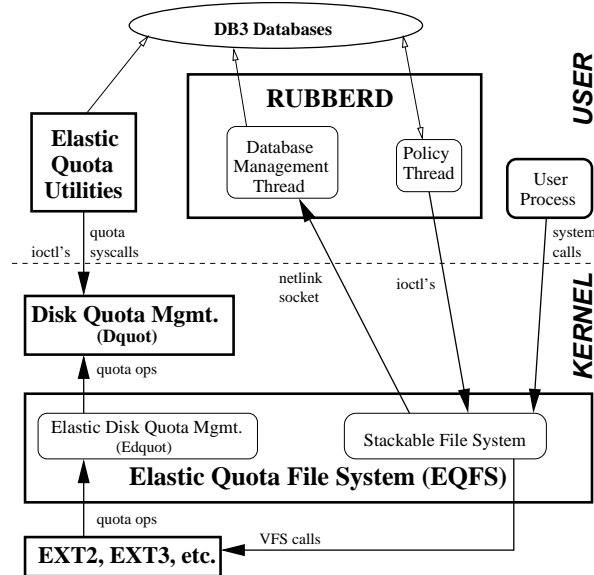 DB3 Databases
RUBBERD
USER
Elastic
Quota
Utilities
Database
Management
Thread
Policy
Thread
User
Process
ioctl's
quota
syscalls
netlink
socket
ioctl's
system
calls
KERNEL
Disk Quota Mgmt.
(Dquot)
quota ops
Elastic Disk Quota Mgmt.
(Edquot)
Stackable File System
Elastic Quota File System (EQFS)
quota ops
VFS calls
EXT2, EXT3, etc.